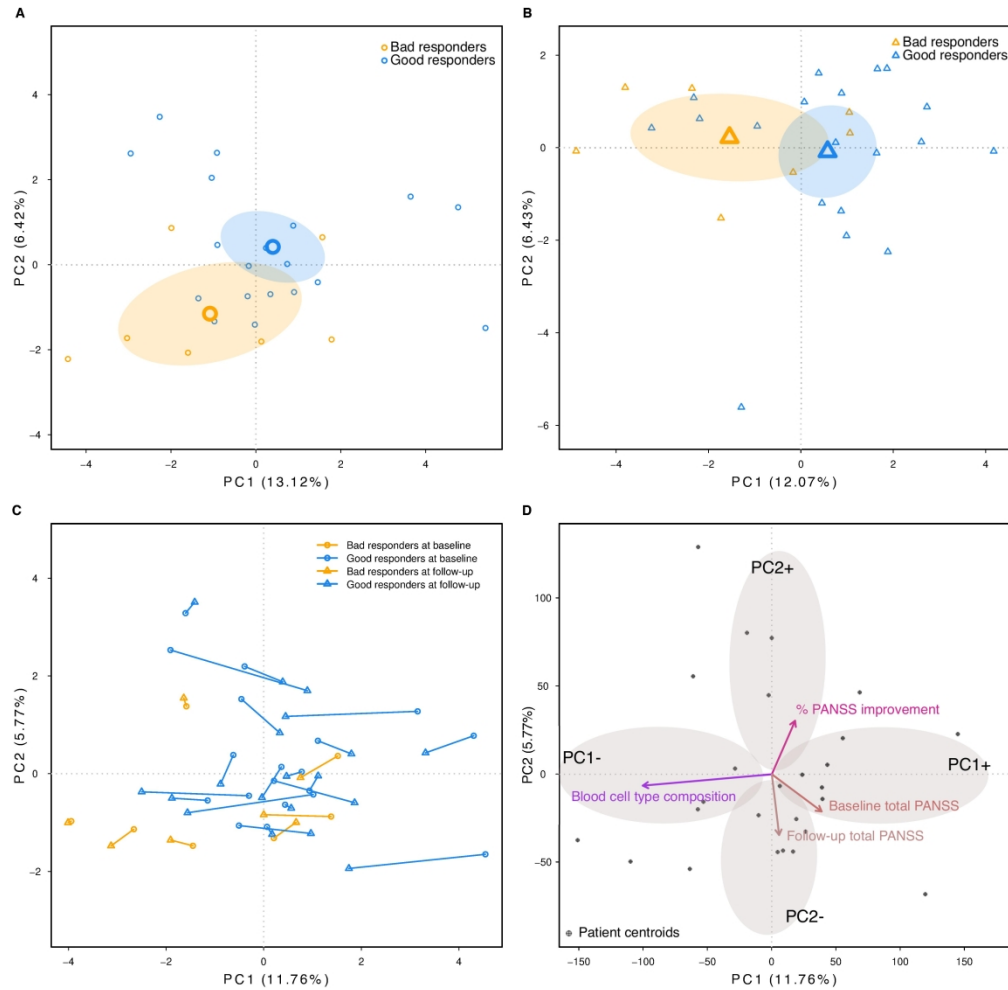 A
Bad responders
Good responders
4
2
0
−2
−4
PC2 (6.42%)
−4
−2
0
2
4
PC1 (13.12%)
B
Bad responders
Good responders
2
0
−2
−4
−6
PC2 (6.43%)
−4
−2
0
2
4
PC1 (12.07%)
C
Bad responders at baseline
Good responders at baseline
Bad responders at follow-up
Good responders at follow-up
4
2
0
−2
PC2 (5.77%)
−4
−2
0
2
4
PC1 (11.76%)
D
PC2+
% PANSS improvement
PC1-
PC1+
Blood cell type composition
Baseline total PANSS
Follow-up total PANSS
PC2-
Patient centroids
100
50
0
−50
PC2 (5.77%)
−150
−100
−50
0
50
100
150
PC1 (11.76%)